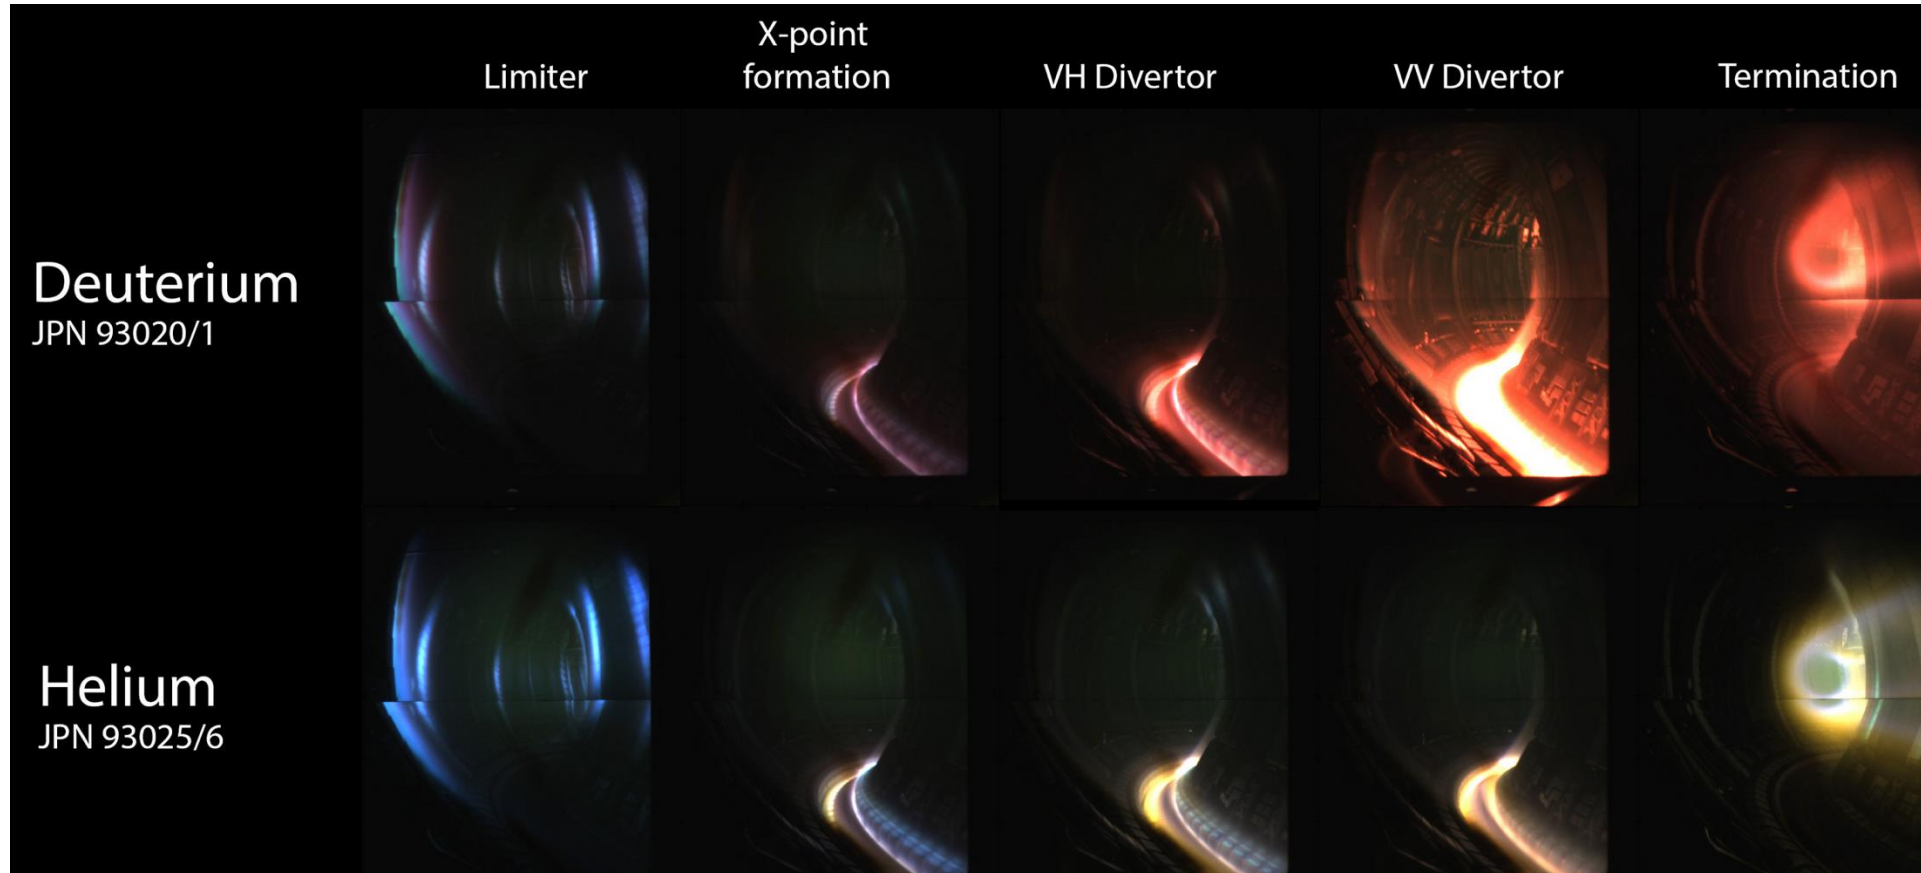 Limiter
X-point
formation
VH Divertor
VV Divertor
Termination
Deuterium
JPN 93020/1
Helium
JPN 93025/6